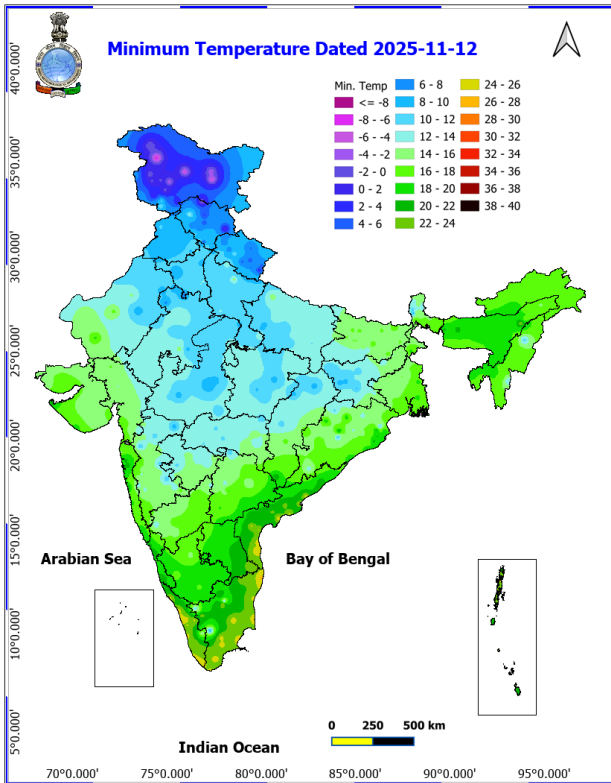 Minimum Temperature Dated 2025-11-12
Min. Temp
<= -8
-8 - -6
-6 - -4
-4 - -2
-2 - 0
0 - 2
2 - 4
4 - 6
6 - 8
8 - 10
10 - 12
12 - 14
14 - 16
16 - 18
18 - 20
20 - 22
22 - 24
24 - 26
26 - 28
28 - 30
30 - 32
32 - 34
34 - 36
36 - 38
38 - 40
40°0.000'
35°0.000'
30°0.000'
25°0.000'
20°0.000'
15°0.000'
10°0.000'
5°0.000'
Arabian Sea
Bay of Bengal
Indian Ocean
0 250 500 km
70°0.000' 75°0.000' 80°0.000' 85°0.000' 90°0.000' 95°0.000'